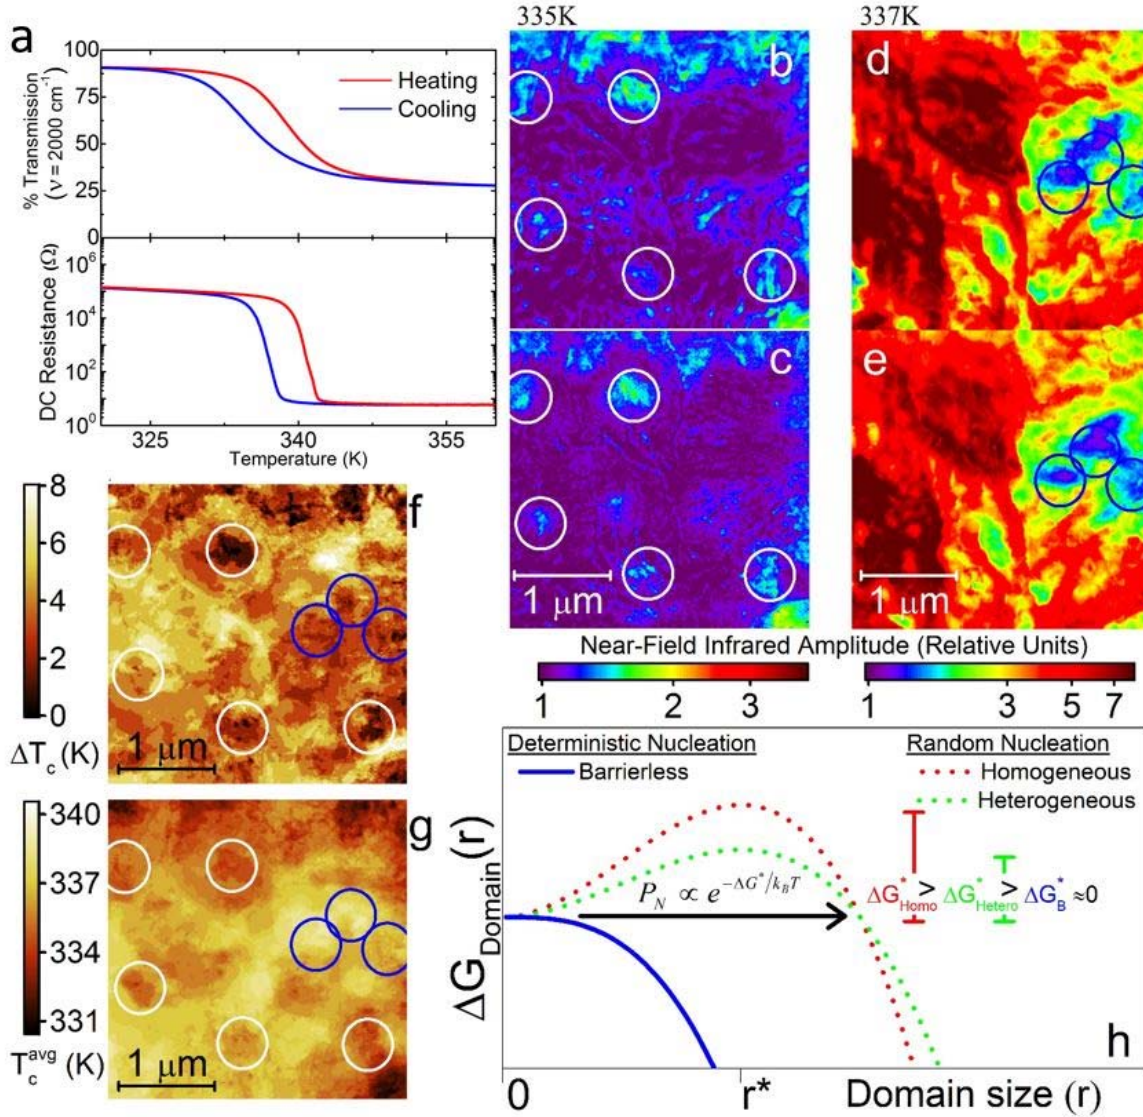 335K
337K
a
100
75
50
25
0
% Transmission
(ν = 2000 cm⁻¹)
Heating
Cooling
10⁶
10⁴
10²
10⁰
DC Resistance (Ω)
325
340
355
Temperature (K)
b
c
1 μm
d
e
1 μm
Near-Field Infrared Amplitude (Relative Units)
1
2
3
1
3
5
7
8
6
4
2
0
ΔT_c (K)
f
1 μm
340
337
334
331
T_c^avg (K)
g
1 μm
Deterministic Nucleation
Barrierless
Random Nucleation
Homogeneous
Heterogeneous
P_N ∝ e^{-ΔG*/k_BT}
ΔG*_Homo > ΔG*_Hetero > ΔG*_B ≈0
ΔG_Domain(r)
h
0
r*
Domain size (r)